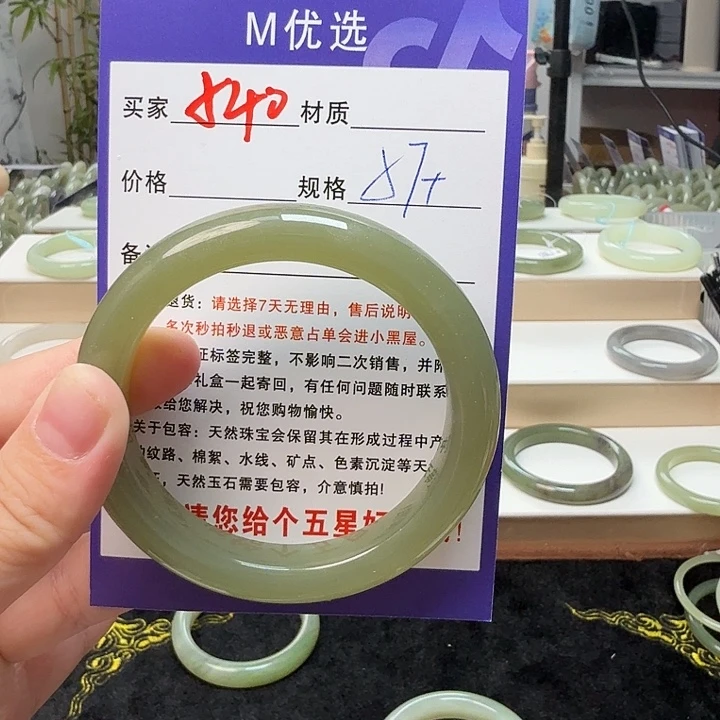 M优选
买家 840 材质
价格 规格 57+
备
退货：请选择7天无理由，售后说明
多次秒拍秒退或恶意占单会进小黑屋。
证标签完整，不影响二次销售，并附
礼盒一起寄回，有任何问题随时联系
给您解决，祝您购物愉快。
关于包容：天然珠宝会保留其在形成过程中产
纹路、棉絮、水线、矿点、色素沉淀等天
天然玉石需要包容，介意慎拍!
请您给个五星好 !